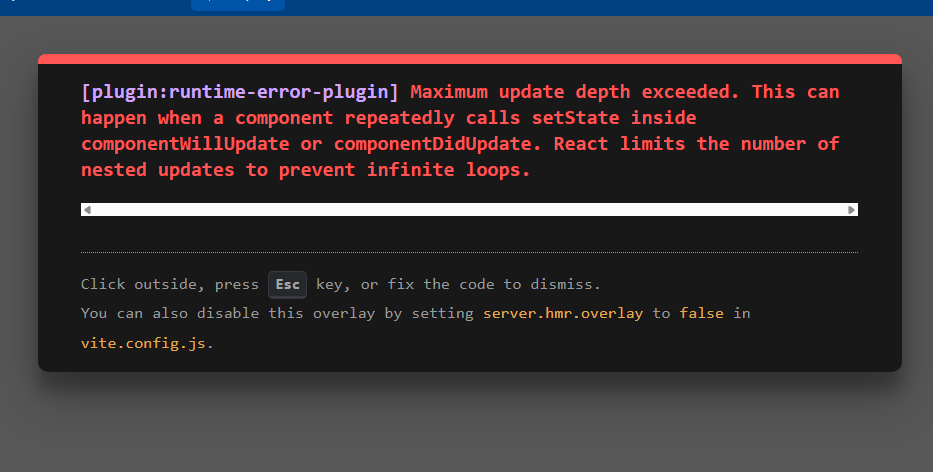 [plugin:runtime-error-plugin] Maximum update depth exceeded. This can
happen when a component repeatedly calls setState inside
componentWillUpdate or componentDidUpdate. React limits the number of
nested updates to prevent infinite loops.
Click outside, press Esc key, or fix the code to dismiss.
You can also disable this overlay by setting server.hmr.overlay to false in
vite.config.js.